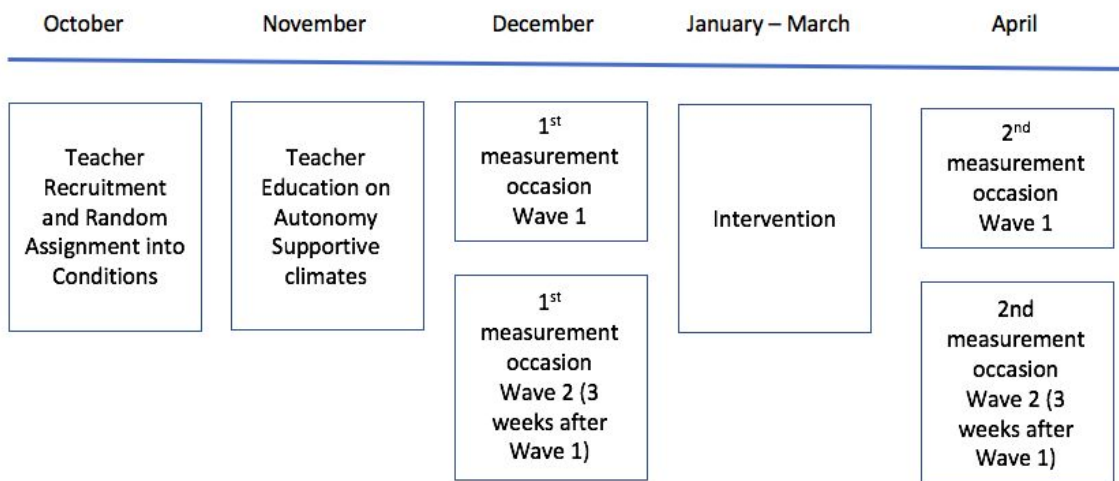 October
November
December
January – March
April
Teacher
Recruitment
and Random
Assignment into
Conditions
Teacher
Education on
Autonomy
Supportive
climates
1st
measurement
occasion
Wave 1
1st
measurement
occasion
Wave 2 (3
weeks after
Wave 1)
Intervention
2nd
measurement
occasion
Wave 1
2nd
measurement
occasion
Wave 2 (3
weeks after
Wave 1)